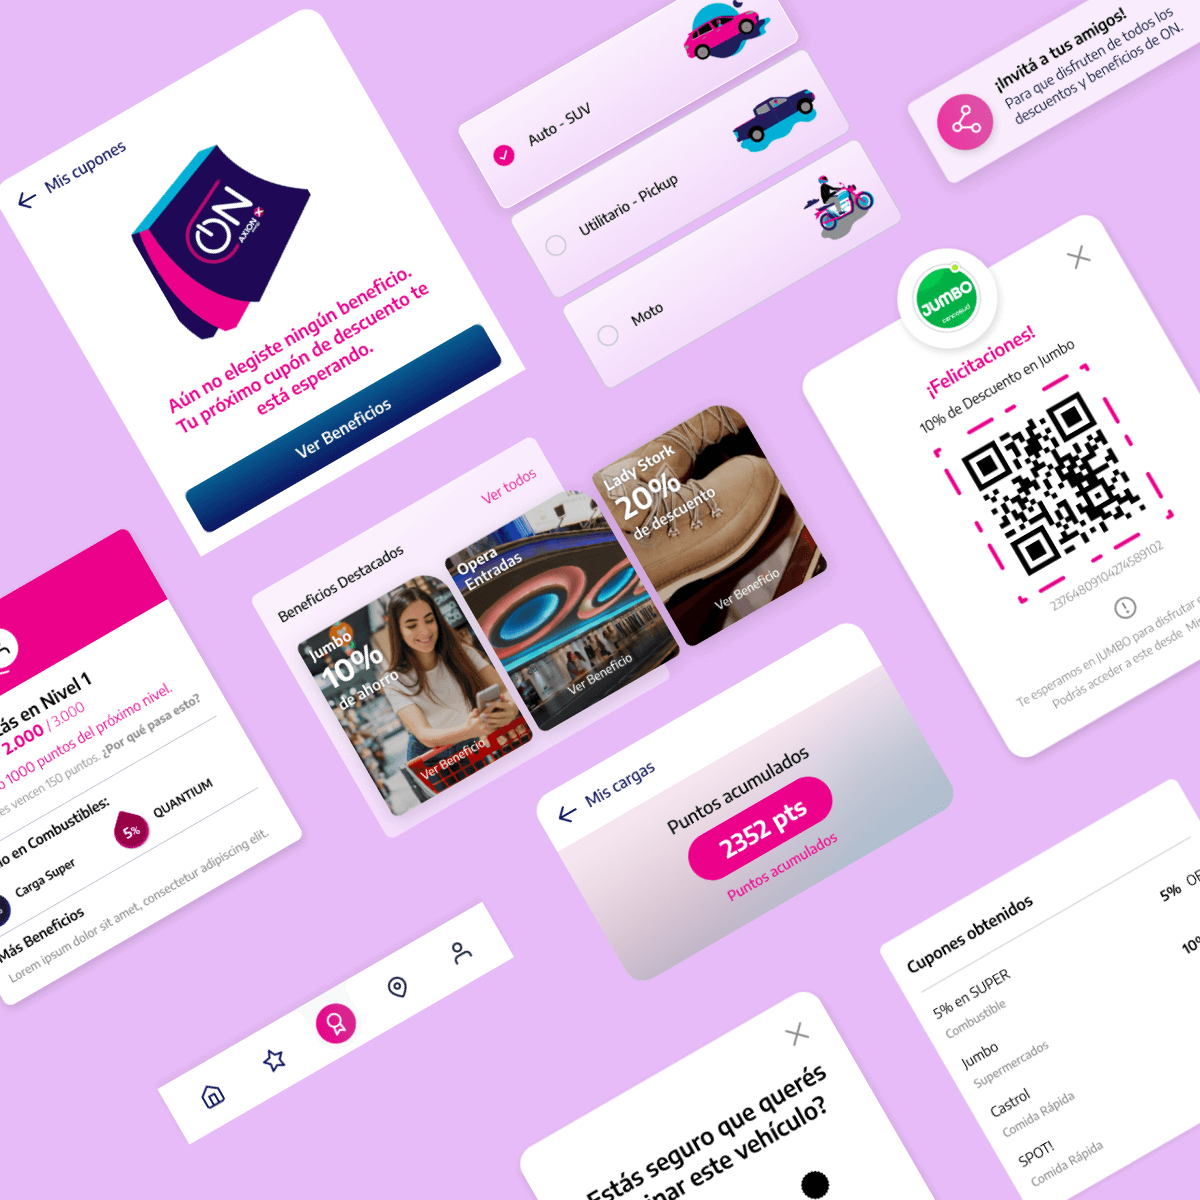 Mis cupones
ON
AXION
Aún no elegiste ningún beneficio.
Tu próximo cupón de descuento te
está esperando.
Ver Beneficios
Auto - SUV
Utilitario - Pickup
Moto
¡Invitá a tus amigos!
Para que disfruten de todos los
descuentos y beneficios de ON.
JUMBO
cencosud
¡Felicitaciones!
10% de Descuento en Jumbo
23764809104274589102
Te esperamos en JUMBO para disfrutar
Podrás acceder a este desde
Beneficios Destacados
Ver todos
Jumbo
10%
de ahorro
Ver Beneficio
Opera
Entradas
Ver Beneficio
Lady Stork
20%
de descuento
Ver Beneficio
ás en Nivel 1
2.000 / 3.000
o 1000 puntos del próximo nivel.
es vencen 150 puntos. ¿Por qué pasa esto?
o en Combustibles:
Carga Super
5%
QUANTIUM
Más Beneficios
Lorem ipsum dolor sit amet, consectetur adipiscing elit.
Mis cargas
Puntos acumulados
2352 pts
Puntos acumulados
Cupones obtenidos
5% en SUPER
5% OF
Combustible
Jumbo
10%
Supermercados
Castrol
Comida Rápida
SPOT!
Comida Rápida
Estás seguro que querés
nar este vehículo?